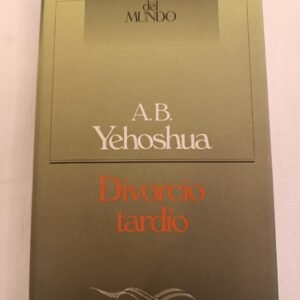 del
MUNDO
A.B.
Yehoshua
Divorcio
tardío